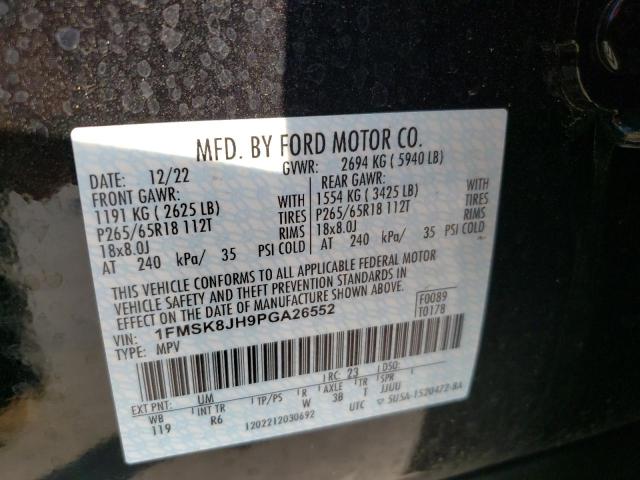 MFD. BY FORD MOTOR CO.
DATE: 12/22 GVWR: 2694 KG ( 5940 LB)
FRONT GAWR: WITH REAR GAWR: WITH
1191 KG ( 2625 LB) TIRES 1554 KG ( 3425 LB) TIRES
P265/65R18 112T RIMS P265/65R18 112T RIMS
18x8.0J 18x8.0J
AT 240 kPa/ 35 PSI COLD AT 240 kPa/ 35 PSI COLD
THIS VEHICLE CONFORMS TO ALL APPLICABLE FEDERAL MOTOR
VEHICLE SAFETY AND THEFT PREVENTION STANDARDS IN
EFFECT ON THE DATE OF MANUFACTURE SHOWN ABOVE.
VIN: 1FMSK8JH9PGA26552 F0089
TYPE: MPV T0178
EXT PNT: UM RC: 23 DSO:
WB INT TR TP/PS R AXLE TR SPR
119 R6 W 3B T JJUU
1202212030692 UTC ▽ SU5A-1520472-BA